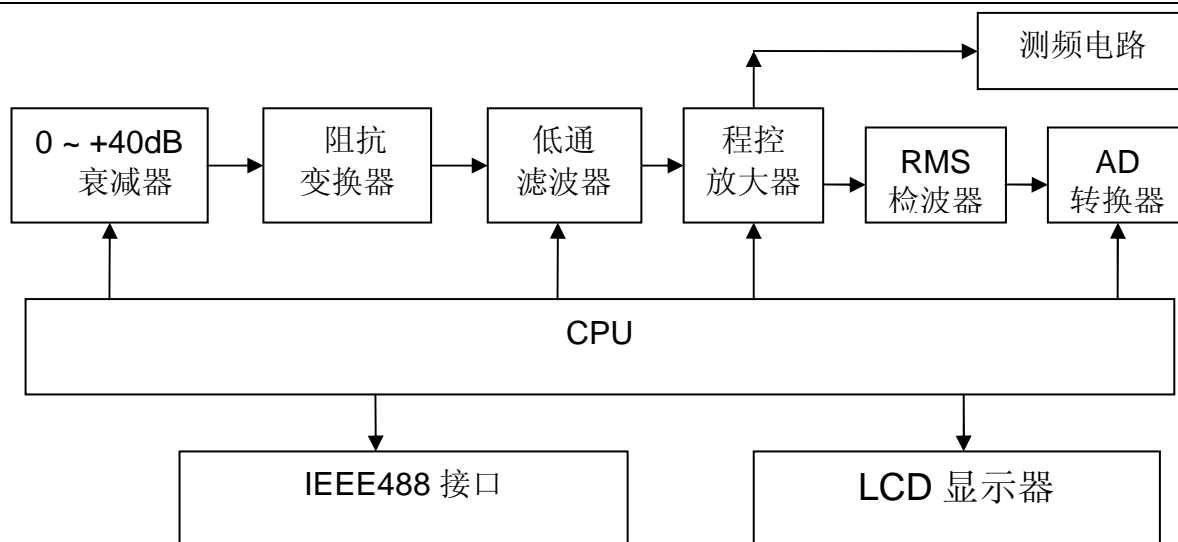 测频电路
0 ~ +40dB
衰减器
阻抗
变换器
低通
滤波器
程控
放大器
RMS
检波器
AD
转换器
CPU
IEEE488 接口
LCD 显示器